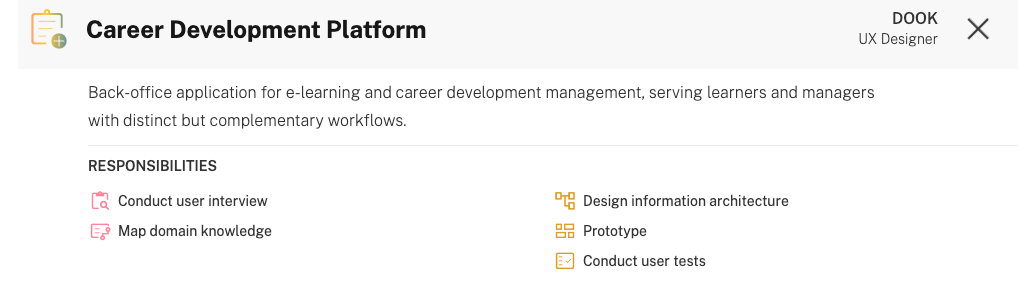 Career Development Platform
DOOK
UX Designer
Back-office application for e-learning and career development management, serving learners and managers
with distinct but complementary workflows.
RESPONSIBILITIES
Conduct user interview
Map domain knowledge
Design information architecture
Prototype
Conduct user tests